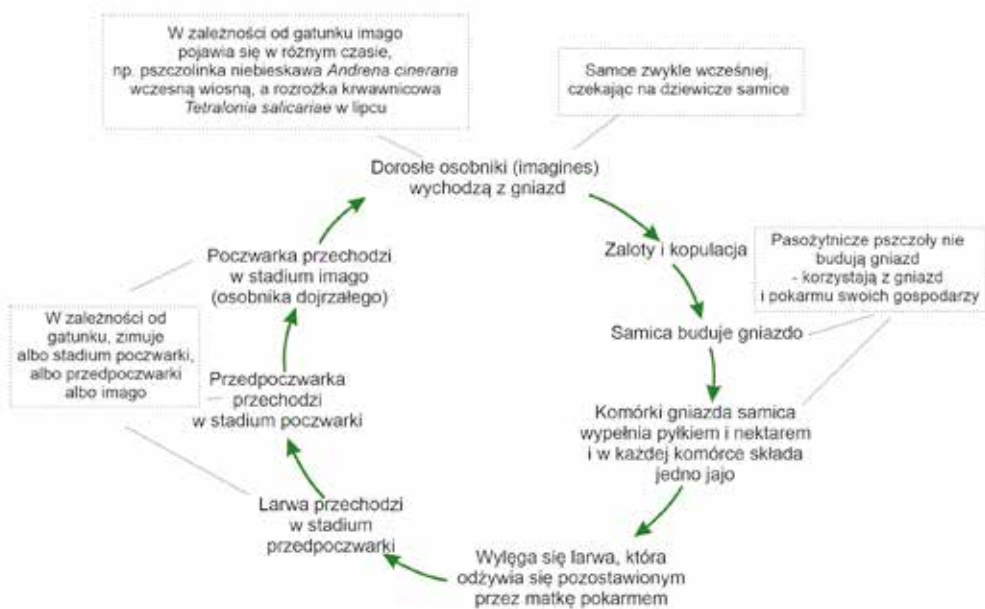 W zależności od gatunku imago
pojawia się w różnym czasie,
np. pszczolinka niebieskawa Andrena cineraria
wczesną wiosną, a rozrożka krwawnicowa
Tetralonia salicariae w lipcu
Samce zwykle wcześniej,
czekając na dziewicze samice
Dorosłe osobniki (imagines)
wychodzą z gniazd
Zaloty i kopulacja
Pasożytnicze pszczoły nie
budują gniazd
- korzystają z gniazd
i pokarmu swoich gospodarzy
Samica buduje gniazdo
Komórki gniazda samica
wypełnia pyłkiem i nektarem
i w każdej komórce składa
jedno jajo
Wylęga się larwa, która
odżywia się pozostawionym
przez matkę pokarmem
Larwa przechodzi
w stadium
przedpoczwarki
Przedpoczwarka
przechodzi
w stadium poczwarki
W zależności od
gatunku, zimuje
albo stadium poczwarki,
albo przedpoczwarki
albo imago
Poczwarka przechodzi
w stadium imago
(osobnika dojrzałego)